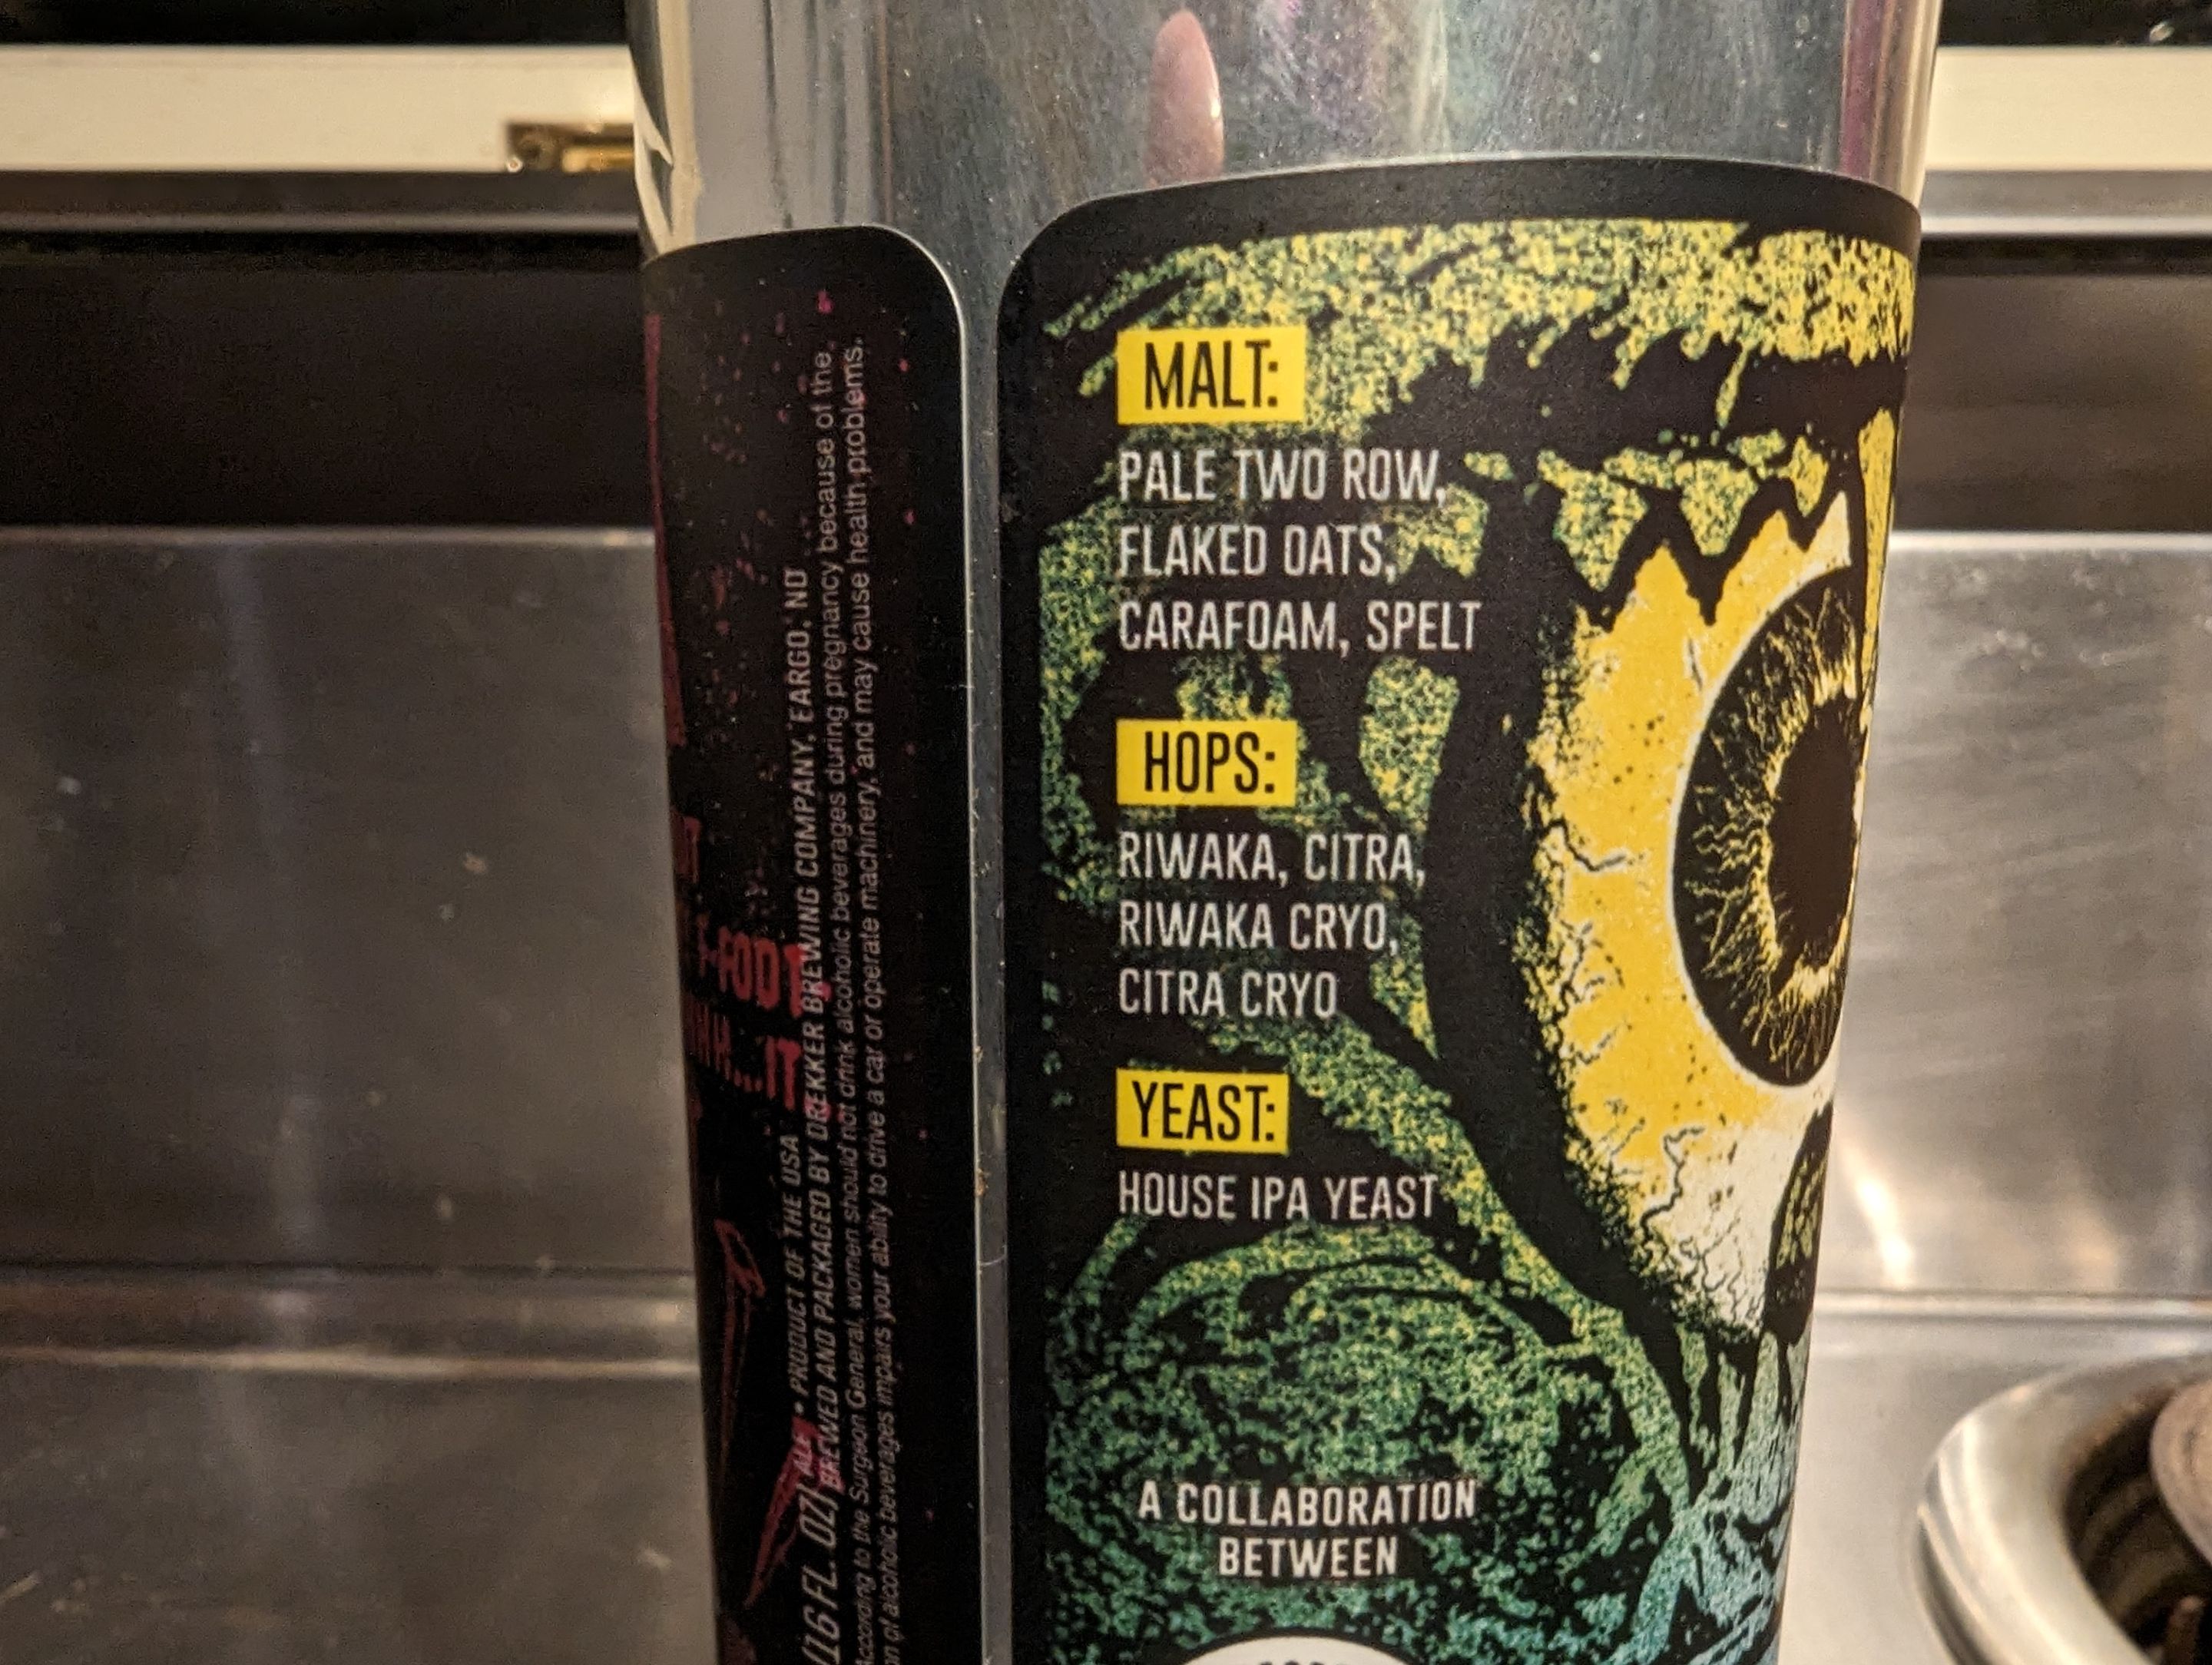 MALT:
PALE TWO ROW,
FLAKED OATS,
CARAFOAM, SPELT
HOPS:
RIWAKA, CITRA,
RIWAKA CRYO,
CITRA CRYO
YEAST:
HOUSE IPA YEAST
A COLLABORATION
BETWEEN
(16 FL. OZ) ALE • PRODUCT OF THE USA
BREWED AND PACKAGED BY DREKKER BREWING COMPANY, FARGO, ND
According to the Surgeon General, women should not drink alcoholic beverages during pregnancy because of the
of alcoholic beverages impairs your ability to drive a car or operate machinery, and may cause health problems.